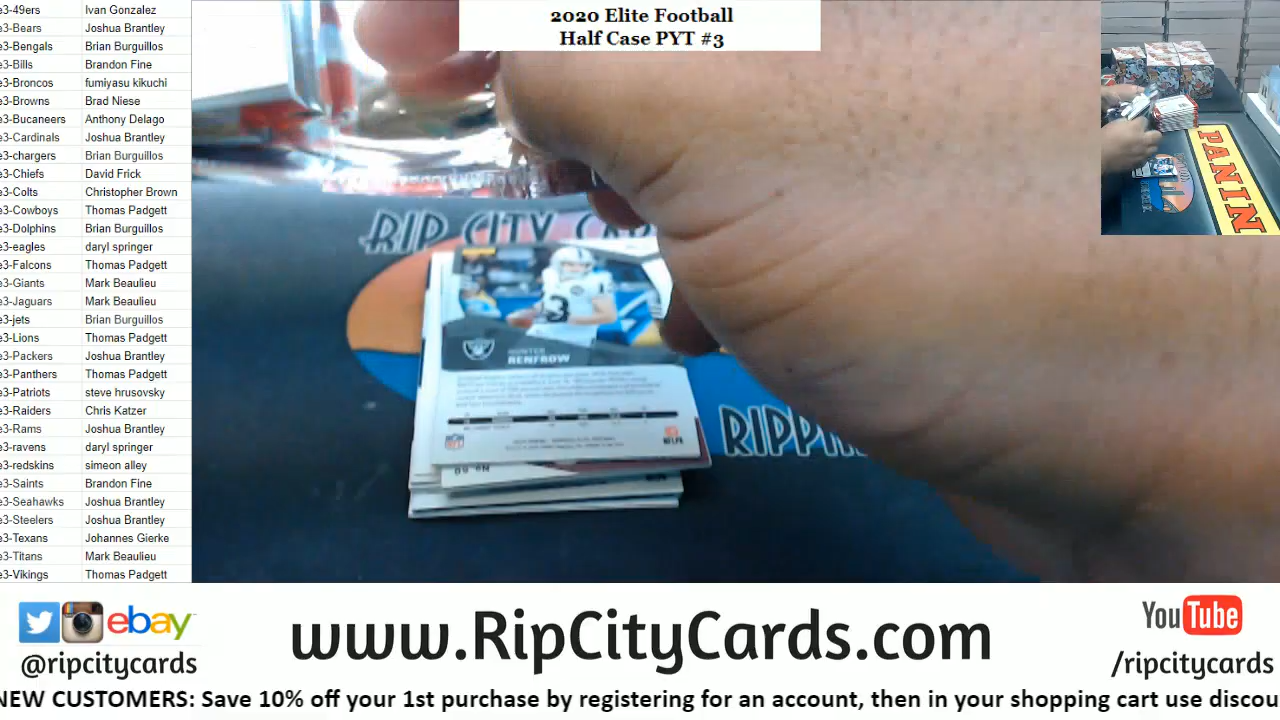 2020 Elite Football
Half Case PYT #3
e3-49ers Ivan Gonzalez
e3-Bears Joshua Brantley
e3-Bengals Brian Burguillos
e3-Bills Brandon Fine
e3-Broncos fumiyasu kikuchi
e3-Browns Brad Niese
e3-Bucaneers Anthony Delago
e3-Cardinals Joshua Brantley
e3-chargers Brian Burguillos
e3-Chiefs David Frick
e3-Colts Christopher Brown
e3-Cowboys Thomas Padgett
e3-Dolphins Brian Burguillos
e3-eagles daryl springer
e3-Falcons Thomas Padgett
e3-Giants Mark Beaulieu
e3-Jaguars Mark Beaulieu
e3-jets Brian Burguillos
e3-Lions Thomas Padgett
e3-Packers Joshua Brantley
e3-Panthers Thomas Padgett
e3-Patriots steve hrusovsky
e3-Raiders Chris Katzer
e3-Rams Joshua Brantley
e3-ravens daryl springer
e3-redskins simeon alley
e3-Saints Brandon Fine
e3-Seahawks Joshua Brantley
e3-Steelers Joshua Brantley
e3-Texans Johannes Gierke
e3-Titans Mark Beaulieu
e3-Vikings Thomas Padgett
RIP CITY CAR
HUNTER
RENFROW
NFL
NFLPA
No. 60
RIPPI
PANIN
ebay
@ripcitycards
www.RipCityCards.com
YouTube
/ripcitycards
NEW CUSTOMERS: Save 10% off your 1st purchase by registering for an account, then in your shopping cart use discou